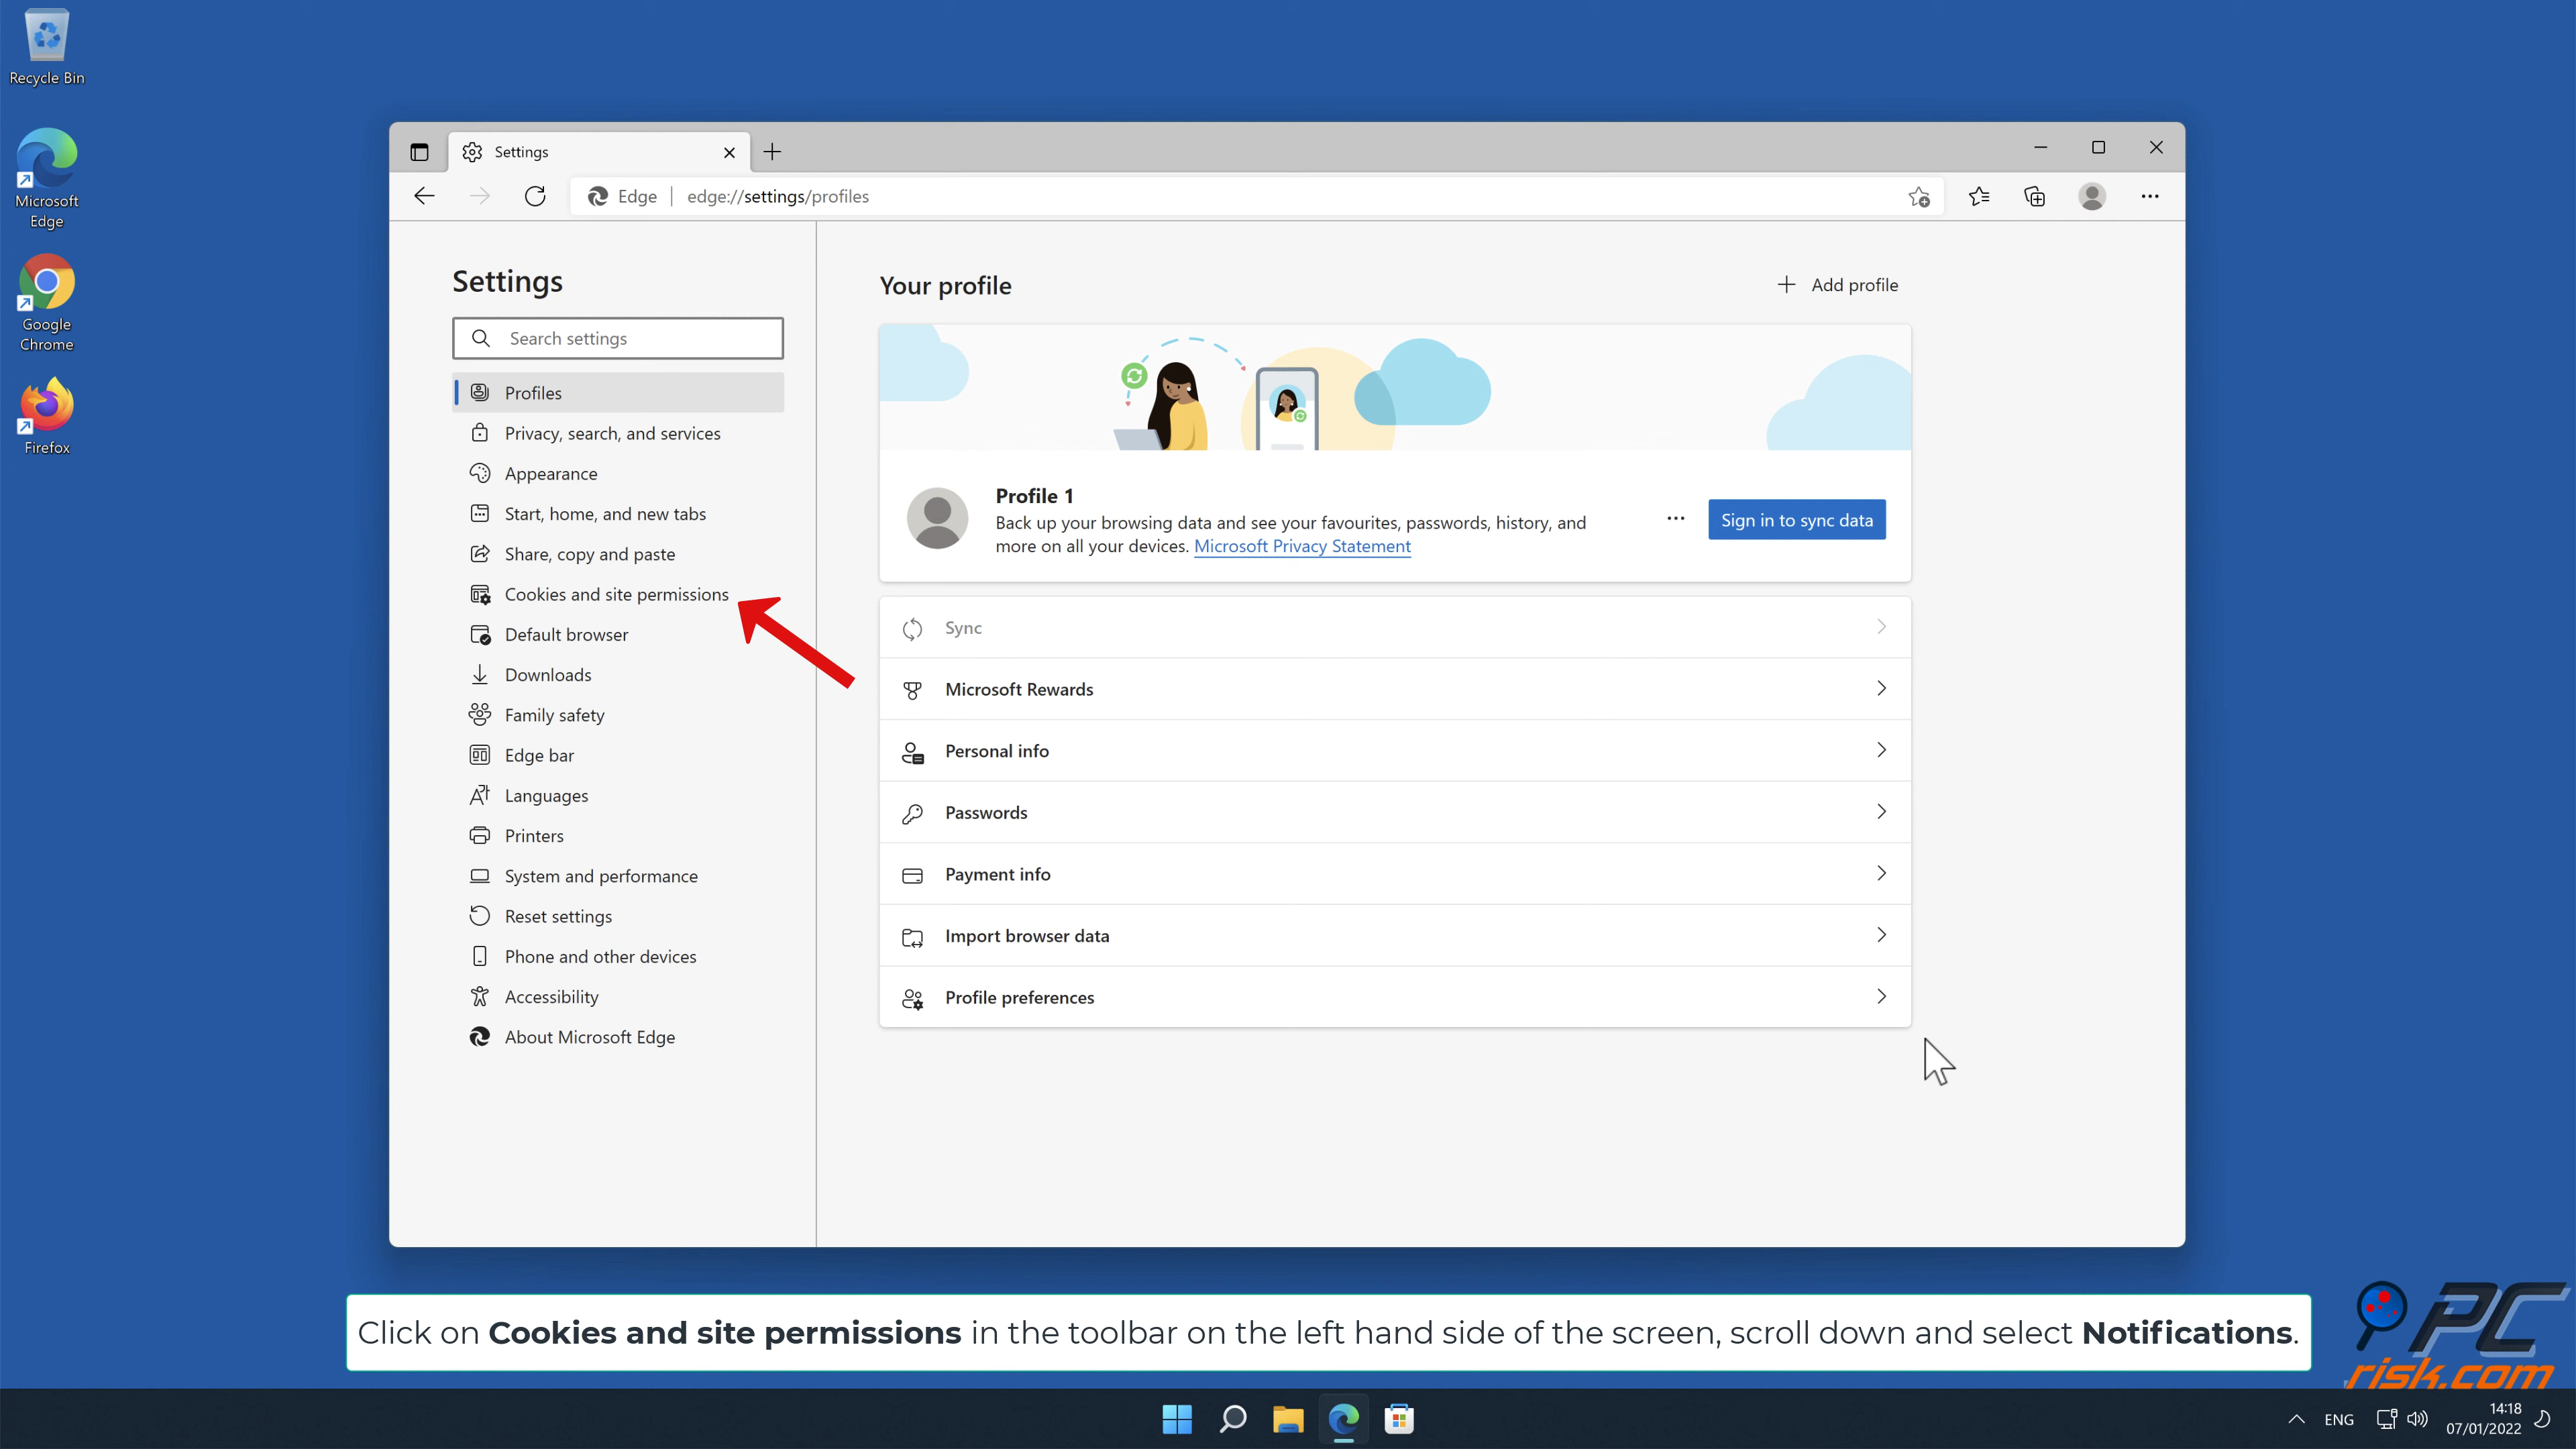 Recycle Bin
Microsoft
Edge
Google
Chrome
Firefox
Settings
Edge
edge://settings/profiles
Settings
Search settings
Profiles
Privacy, search, and services
Appearance
Start, home, and new tabs
Share, copy and paste
Cookies and site permissions
Default browser
Downloads
Family safety
Edge bar
Languages
Printers
System and performance
Reset settings
Phone and other devices
Accessibility
About Microsoft Edge
Your profile
Add profile
Profile 1
Back up your browsing data and see your favourites, passwords, history, and
more on all your devices. Microsoft Privacy Statement
Sign in to sync data
Sync
Microsoft Rewards
Personal info
Passwords
Payment info
Import browser data
Profile preferences
Click on Cookies and site permissions in the toolbar on the left hand side of the screen, scroll down and select Notifications.
PC
risk.com
ENG
14:18
07/01/2022